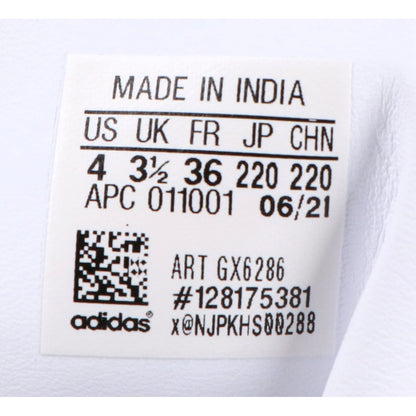 MADE IN INDIA
US UK FR JP CHN
4 3½ 36 220 220
APC 011001 06/21
ART GX6286
#128175381
adidas® x@NJPKHS00288